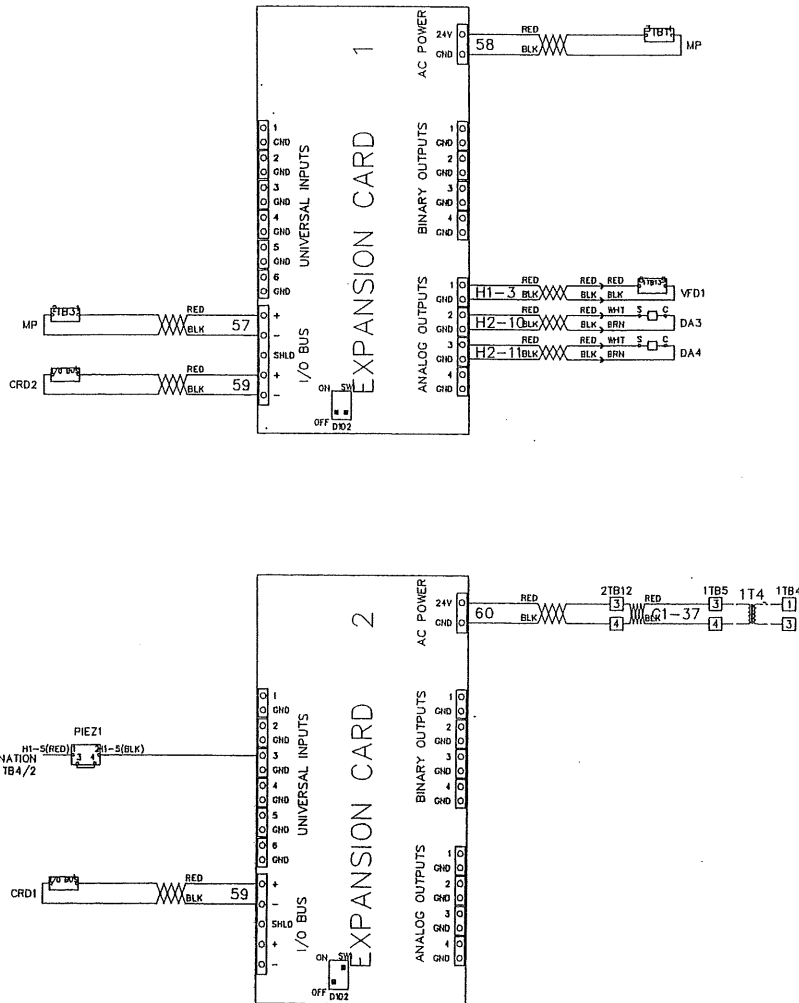 1
EXPANSION CARD
AC POWER
24V
GND
58
RED
BLK
MP
UNIVERSAL INPUTS
1
GND
2
GND
3
GND
4
GND
5
GND
6
GND
BINARY OUTPUTS
1
GND
2
GND
3
GND
4
GND
ANALOG OUTPUTS
1
GND
2
GND
3
GND
4
GND
H1-3
RED RED RED
BLK BLK BLK
VFD1
H2-10
RED RED WHT S C
BLK BLK BRN
DA3
H2-11
RED RED WHT S C
BLK BLK BRN
DA4
I/O BUS
+
-
SHLD
+
-
MP
RED
BLK
57
CRD2
I/O BUS
RED
BLK
59
ON SW1
OFF D102
2
EXPANSION CARD
AC POWER
24V
GND
60
RED
BLK
2TB12
3
4
RED
BLK
C1-37
1TB5
3
4
1T4
1TB4
1
3
UNIVERSAL INPUTS
1
GND
2
GND
3
GND
4
GND
5
GND
6
GND
PIEZ1
H1-5(RED)
3 4
H1-5(BLK)
NATION
TB4/2
BINARY OUTPUTS
1
GND
2
GND
3
GND
4
GND
ANALOG OUTPUTS
1
GND
2
GND
3
GND
4
GND
I/O BUS
+
-
SHLD
+
-
CRD1
I/O BUS
RED
BLK
59
ON SW1
OFF D102